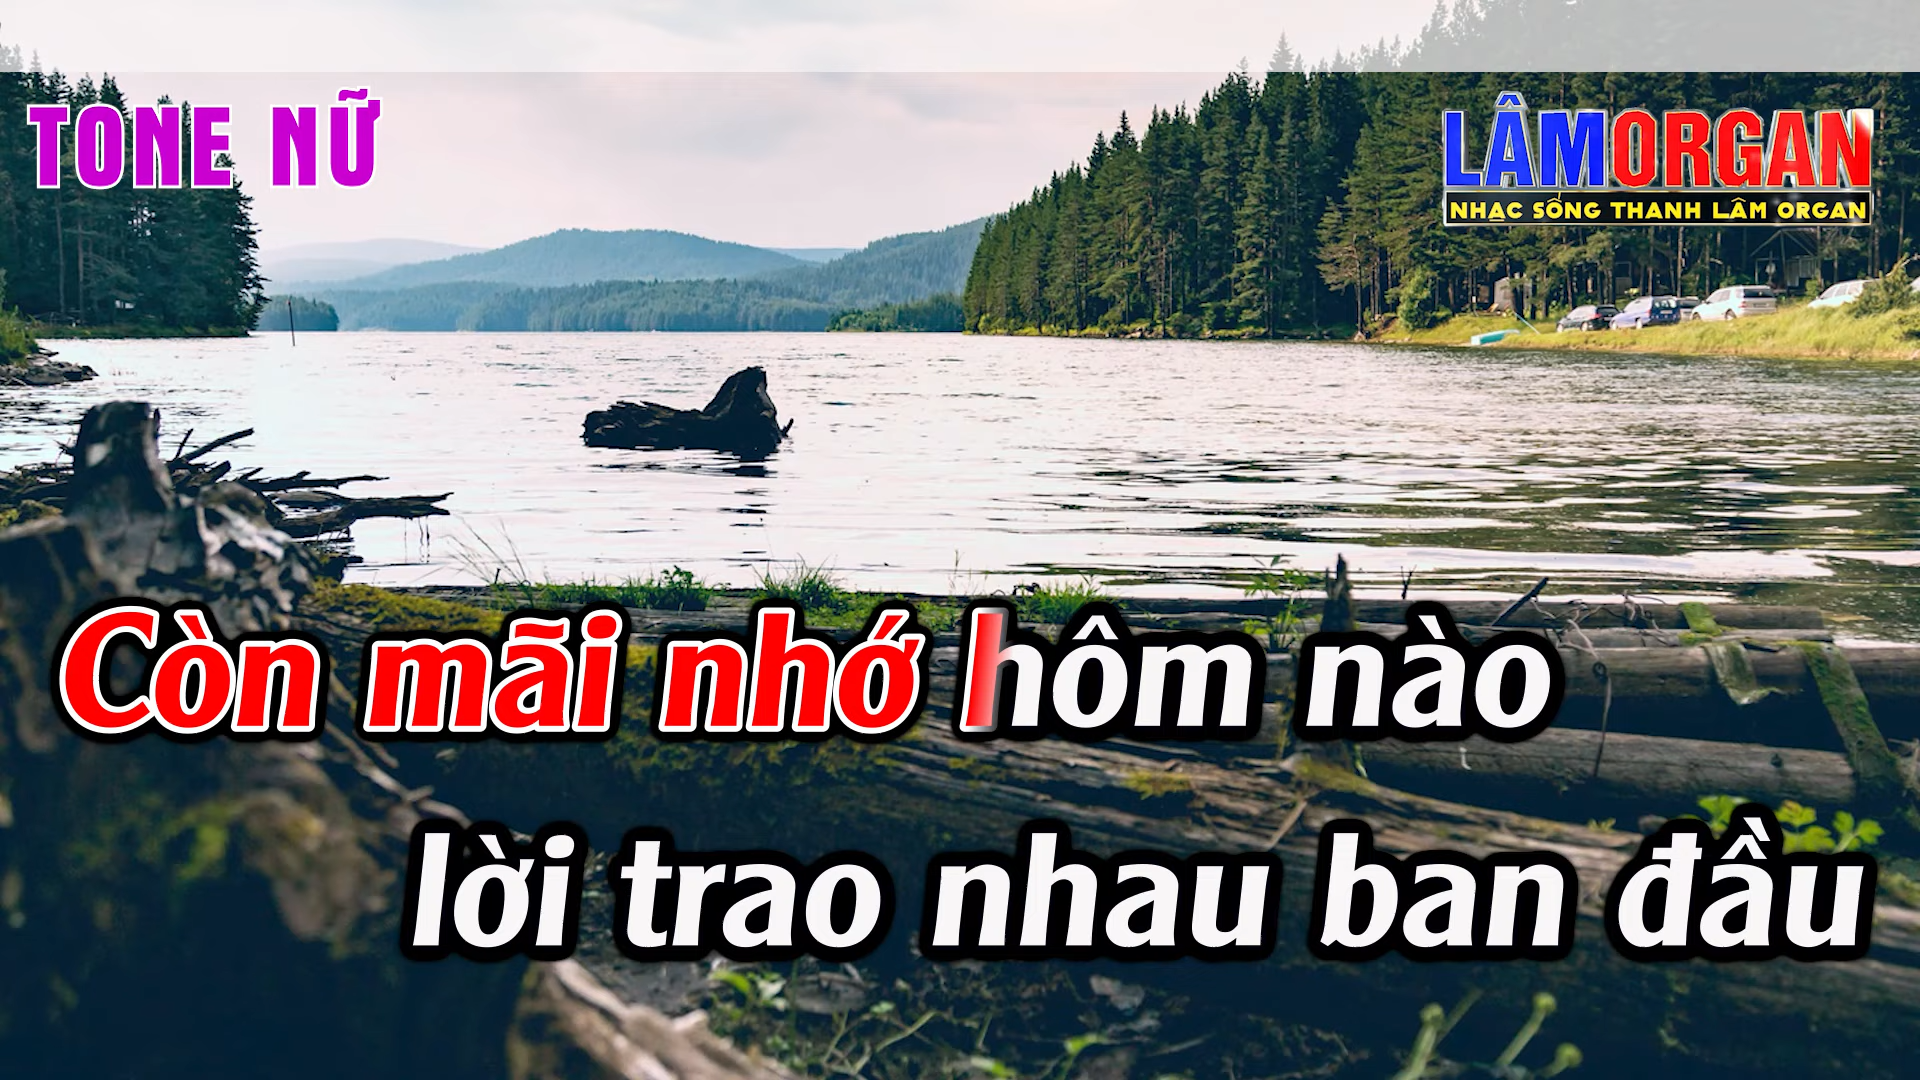 TONE NỮ
LÂMORGAN
NHẠC SỐNG THANH LÂM ORGAN
Còn mãi nhớ hôm nào
lời trao nhau ban đầu